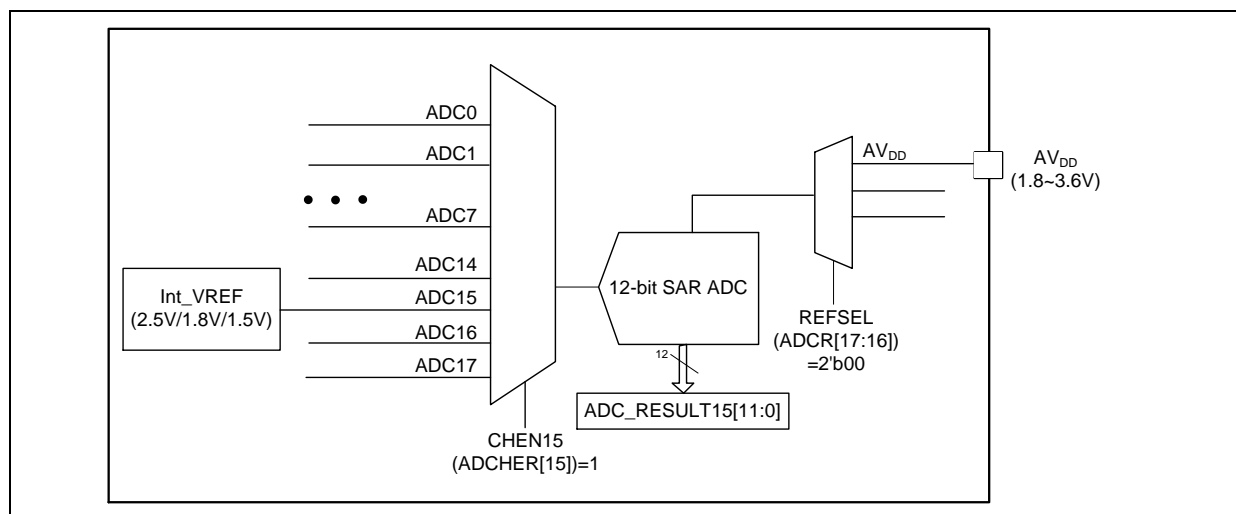 ADC0
ADC1
• • •
ADC7
ADC14
ADC15
ADC16
ADC17
Int_VREF
(2.5V/1.8V/1.5V)
CHEN15
(ADCHER[15])=1
12-bit SAR ADC
12
ADC_RESULT15[11:0]
AVDD
REFSEL
(ADCR[17:16])
=2'b00
AVDD
(1.8~3.6V)